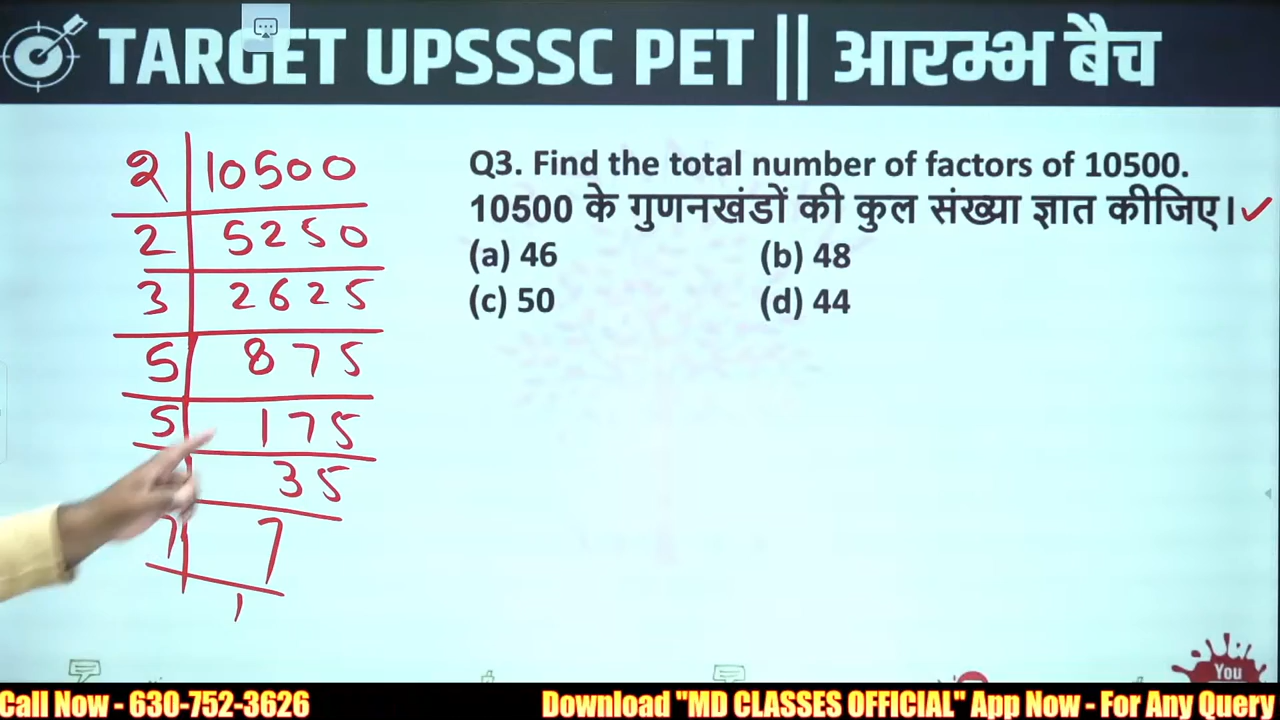 TARGET UPSSSC PET || आरम्भ बैच
2 10500
2 5250
3 2625
5 875
5 175
35
7 7
1
Q3. Find the total number of factors of 10500.
10500 के गुणनखंडों की कुल संख्या ज्ञात कीजिए।
(a) 46 (b) 48
(c) 50 (d) 44
You
Call Now - 630-752-3626 Download "MD CLASSES OFFICIAL" App Now - For Any Query